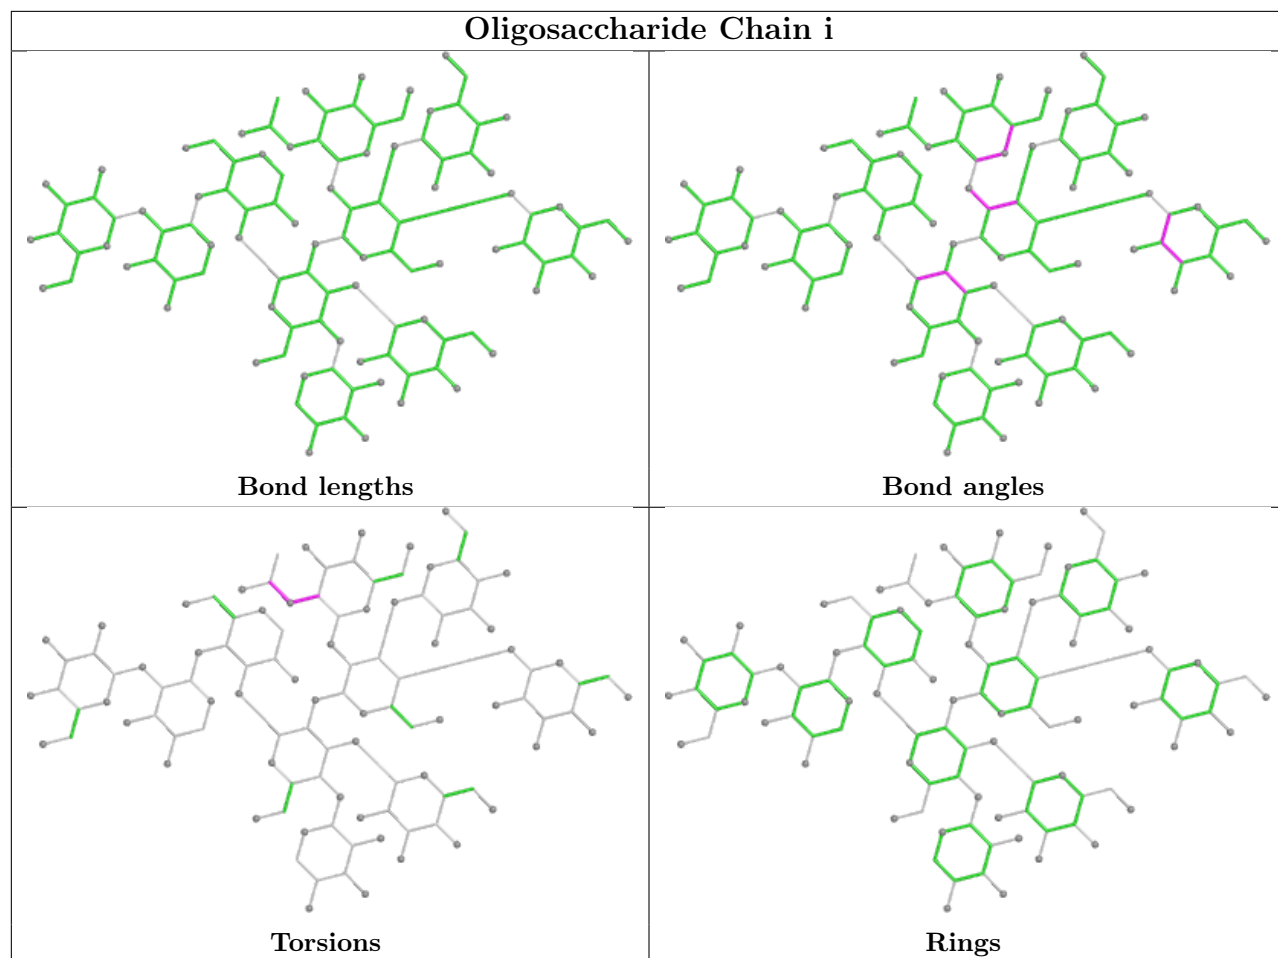 Oligosaccharide Chain i
Bond lengths
Bond angles
Torsions
Rings